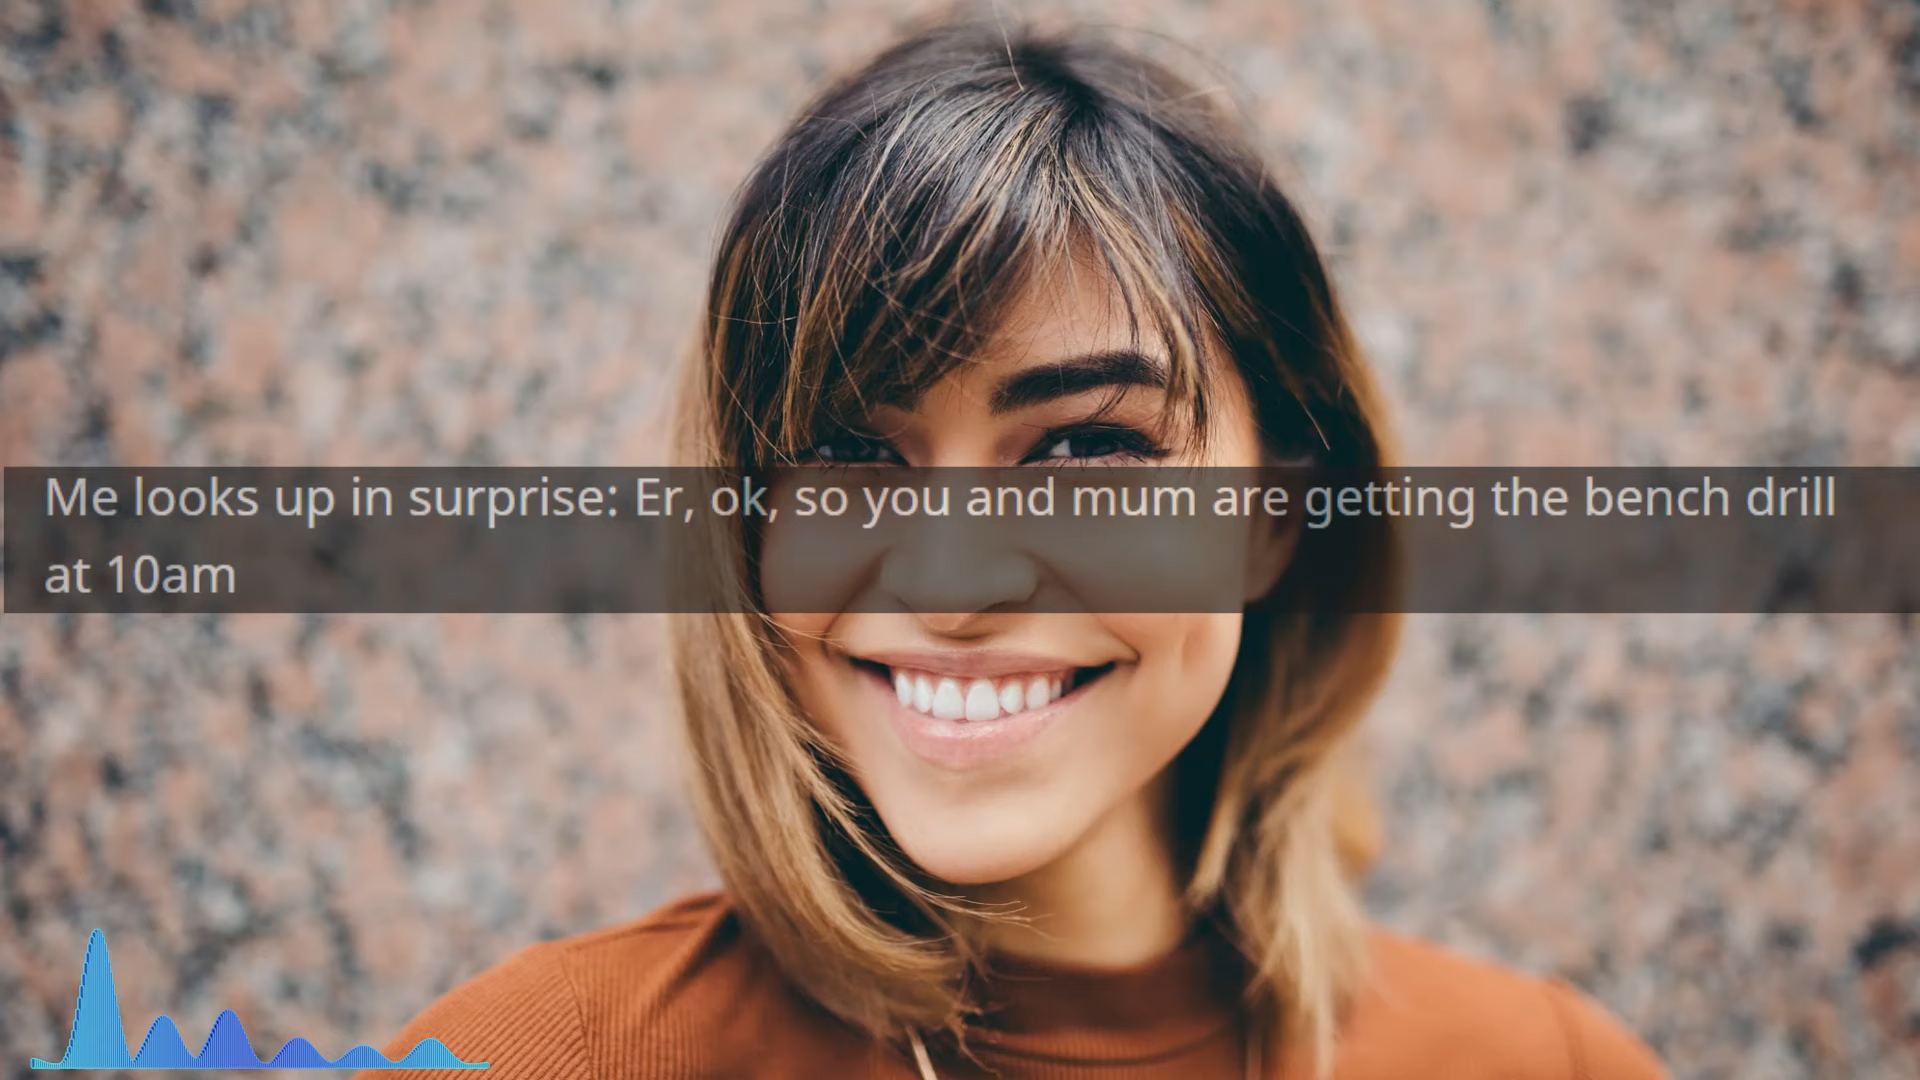 Me looks up in surprise: Er, ok, so you and mum are getting the bench drill
at 10am